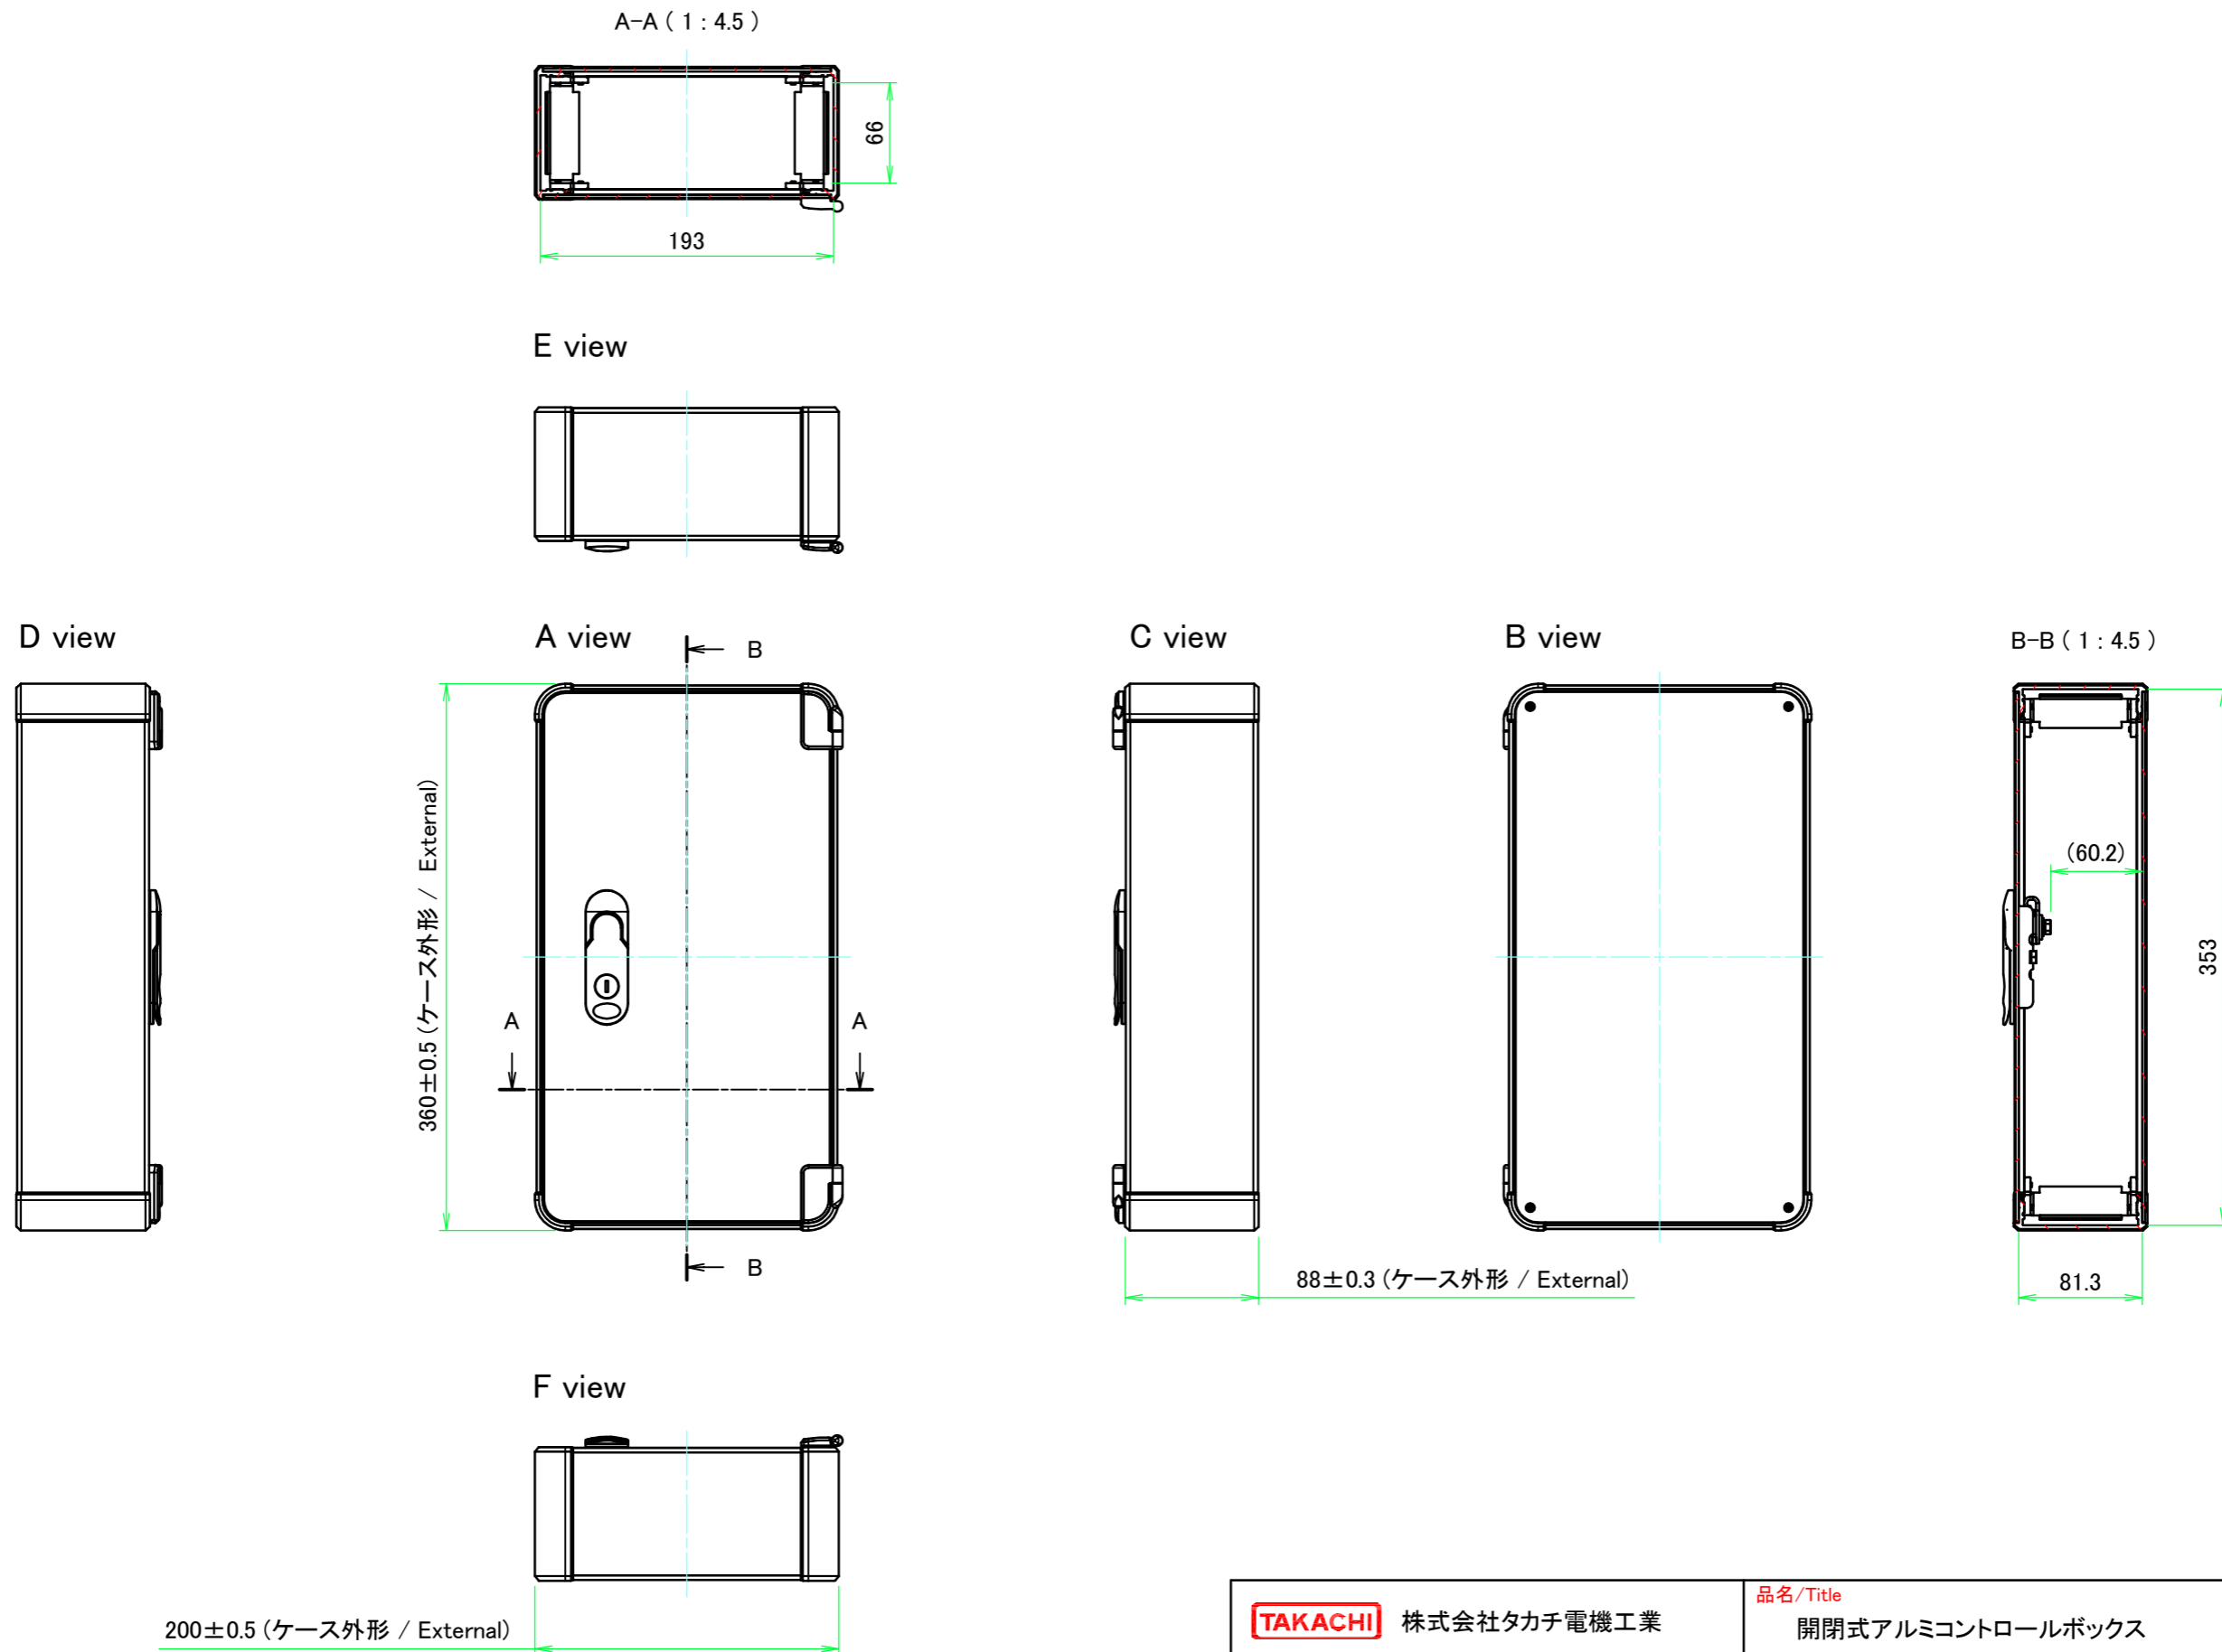 A-A ( 1 : 4.5 )
66
193
E view
D view
A view
C view
B view
B-B ( 1 : 4.5 )
B
360±0.5 (ケース外形 / External)
(60.2)
353
A
A
B
88±0.3 (ケース外形 / External)
81.3
F view
200±0.5 (ケース外形 / External)
TAKACHI 株式会社タカチ電機工業
品名/Title
開閉式アルミコントロールボックス